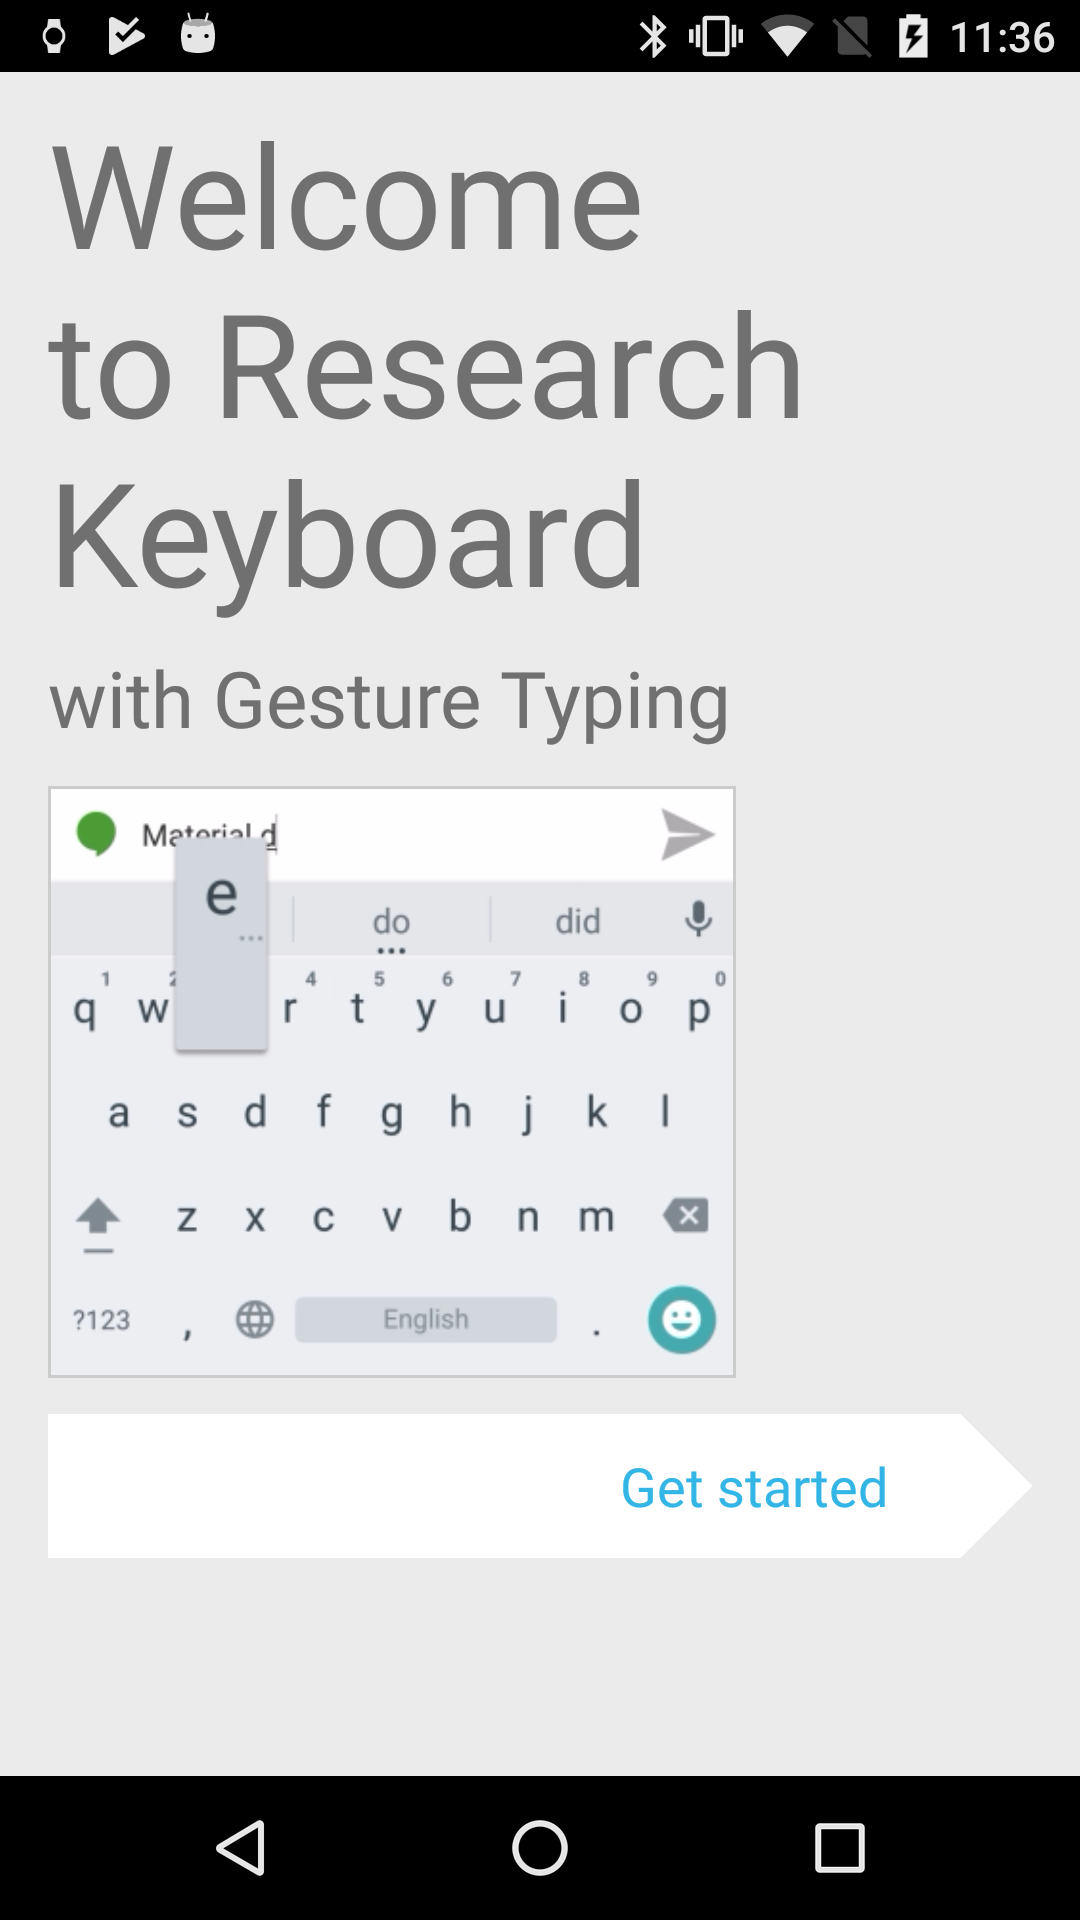 11:36
Welcome
to Research
Keyboard
with Gesture Typing
Material d
e
...
do
did
...
1 4 5 6 7 8 9 0
q w r t y u i o p
a s d f g h j k l
z x c v b n m
?123 , English .
Get started